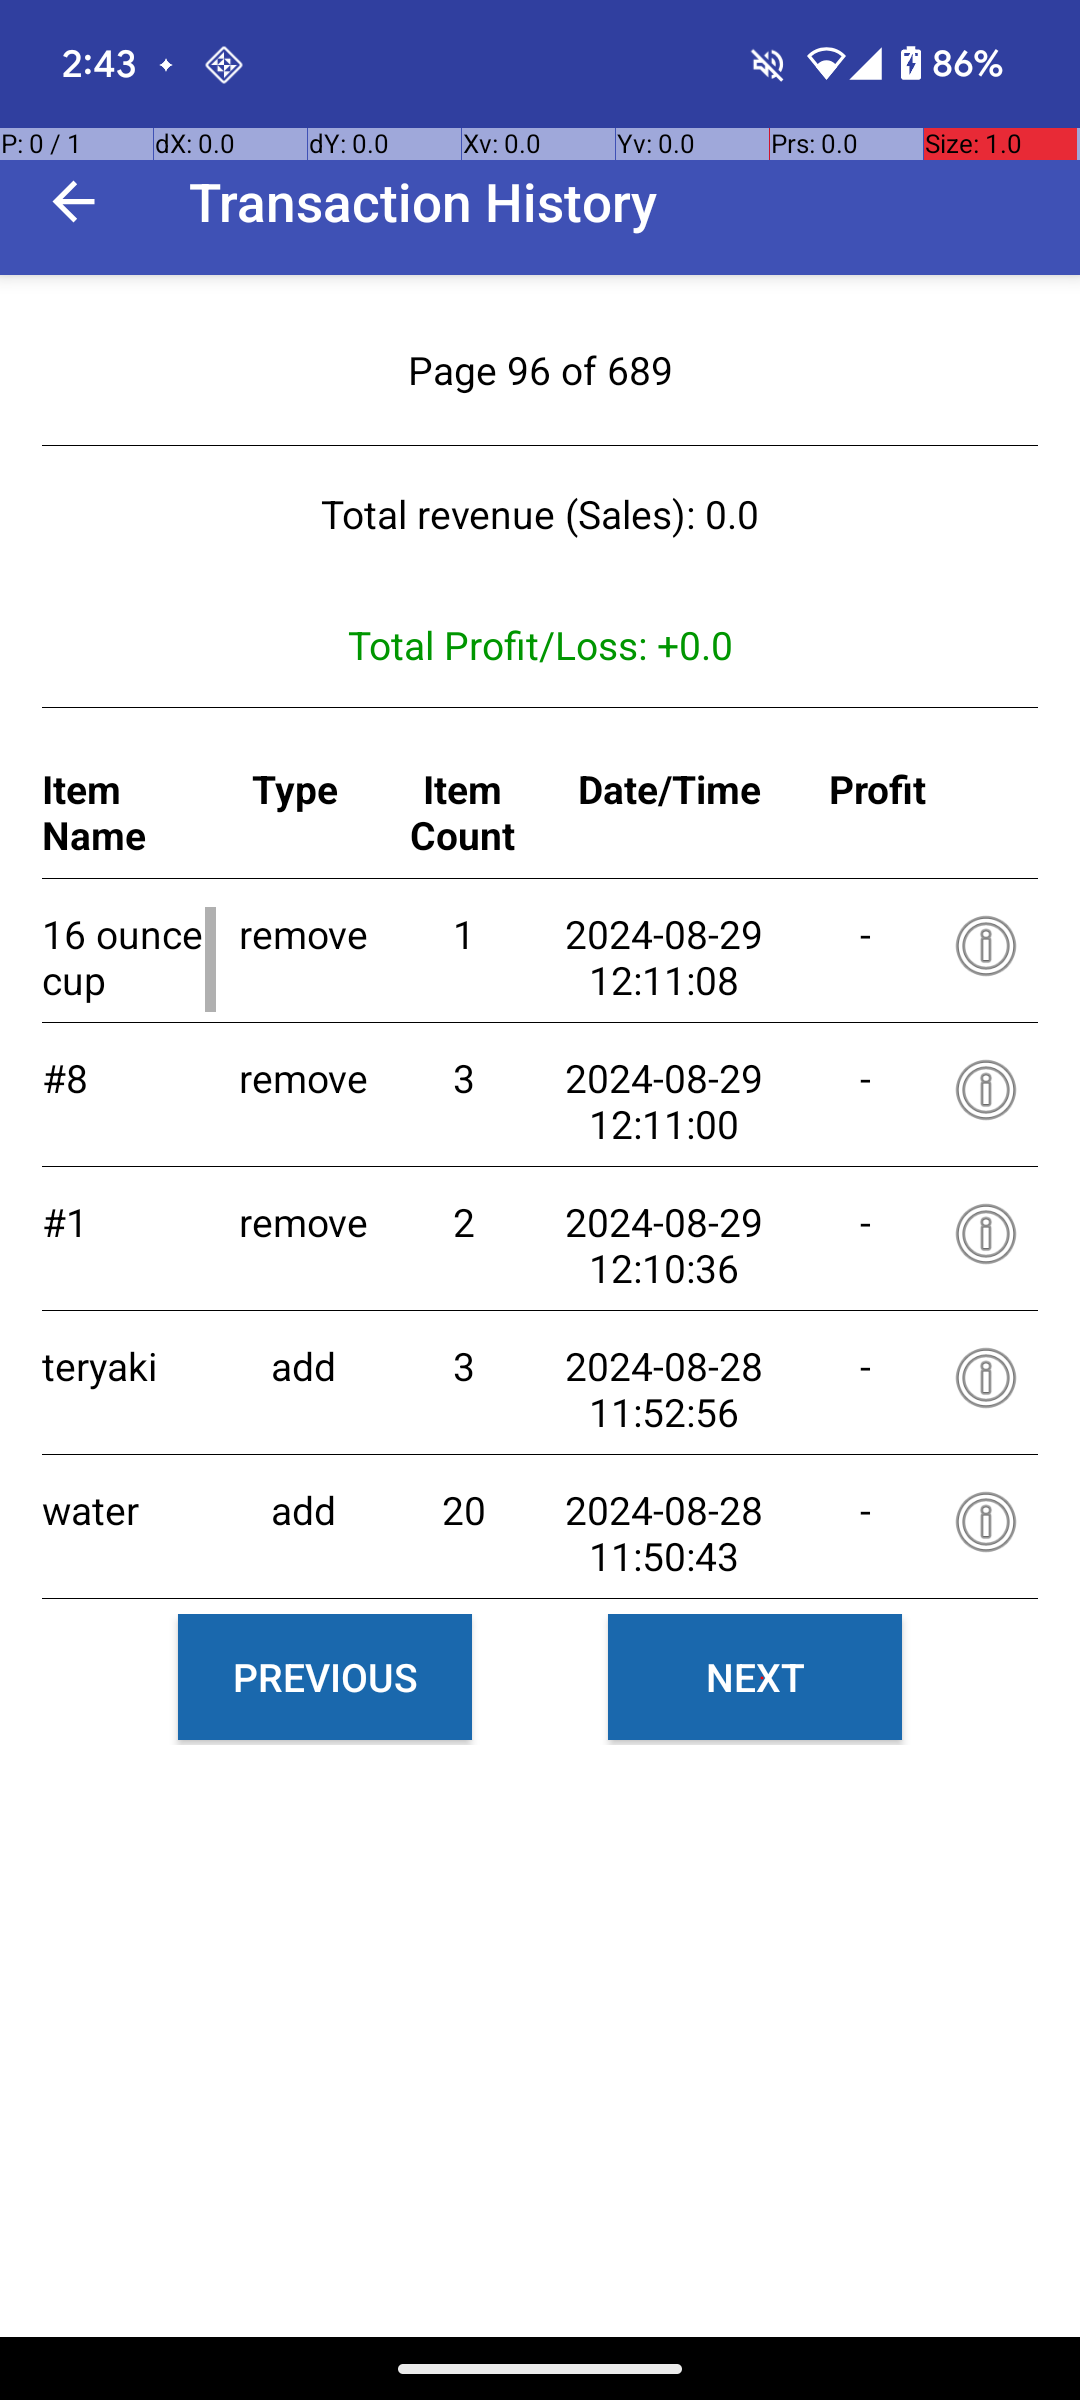 2:43
86%
P: 0 / 1 dX: 0.0 dY: 0.0 Xv: 0.0 Yv: 0.0 Prs: 0.0 Size: 1.0
Transaction History
Page 96 of 689
Total revenue (Sales): 0.0
Total Profit/Loss: +0.0
Item Name Type Item Count Date/Time Profit
16 ounce cup remove 1 2024-08-29 12:11:08 -
#8 remove 3 2024-08-29 12:11:00 -
#1 remove 2 2024-08-29 12:10:36 -
teryaki add 3 2024-08-28 11:52:56 -
water add 20 2024-08-28 11:50:43 -
PREVIOUS NEXT